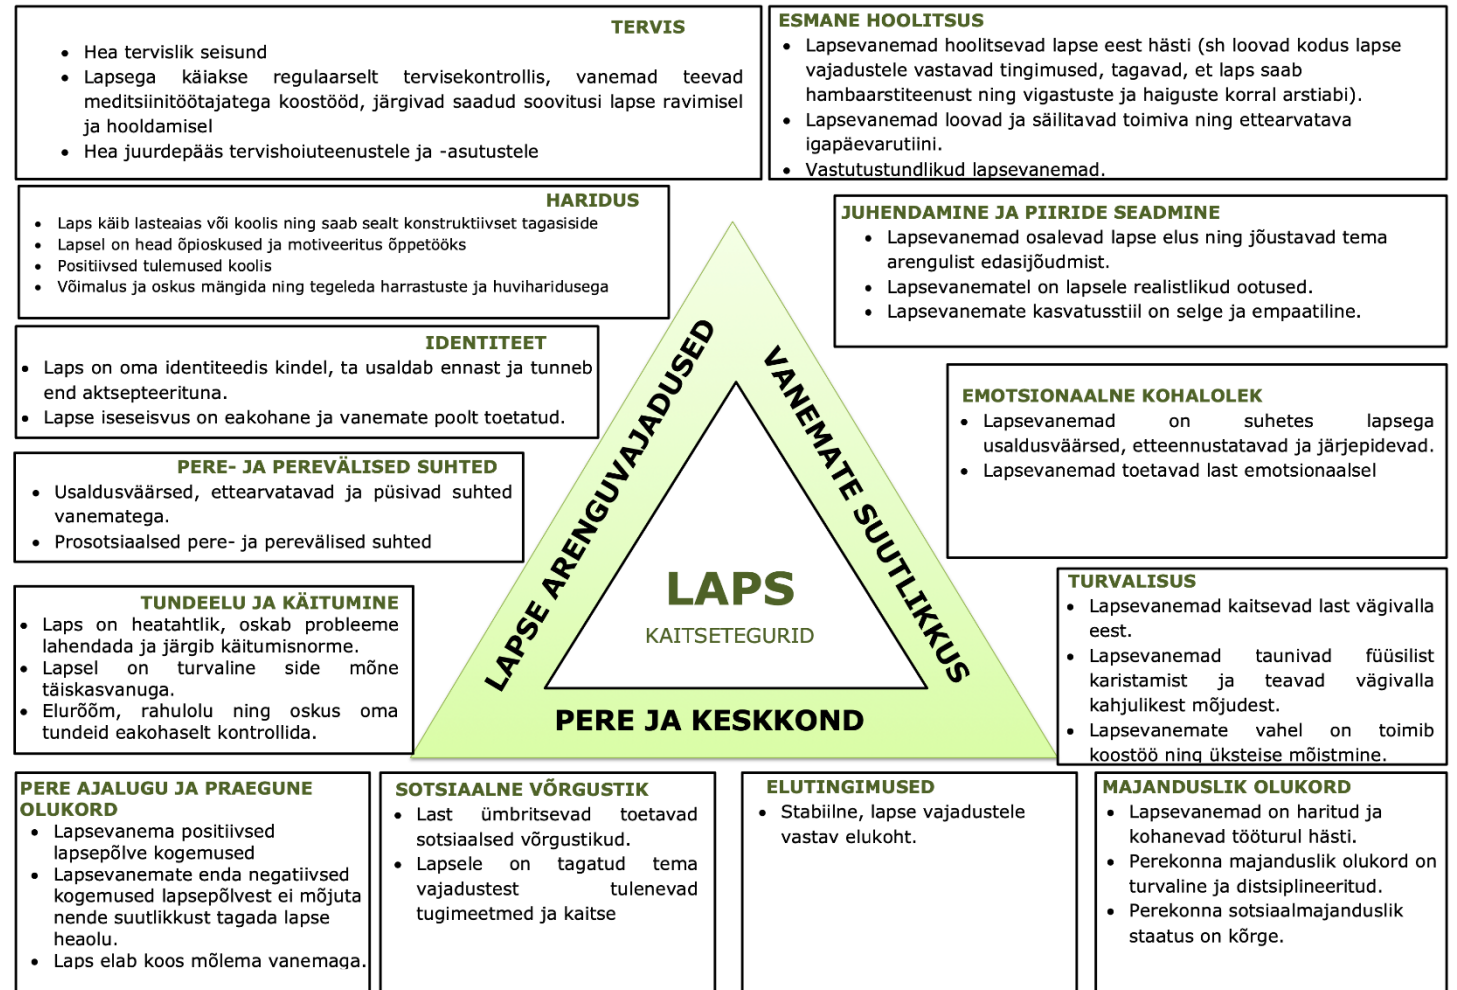 TERVIS
• Hea tervislik seisund
• Lapsega käiakse regulaarselt tervisekontrollis, vanemad teevad
meditsiinitöötajatega koostööd, järgivad saadud soovitusi lapse ravimisel
ja hooldamisel
• Hea juurdepääs tervishoiuteenustele ja -asutustele
ESMANE HOOLITSUS
• Lapsevanemad hoolitsevad lapse eest hästi (sh loovad kodus lapse
vajadustele vastavad tingimused, tagavad, et laps saab
hambaarstiteenust ning vigastuste ja haiguste korral arstiabi).
• Lapsevanemad loovad ja säilitavad toimiva ning ettearvatava
igapäevarutiini.
• Vastutustundlikud lapsevanemad.
HARIDUS
• Laps käib lasteaias või koolis ning saab sealt konstruktiivset tagasiside
• Lapsel on head õpioskused ja motiveeritus õppetööks
• Positiivsed tulemused koolis
• Võimalus ja oskus mängida ning tegeleda harrastuste ja huviharidusega
JUHENDAMINE JA PIIRIDE SEADMINE
• Lapsevanemad osalevad lapse elus ning jõustavad tema
arengulist edasijõudmist.
• Lapsevanematel on lapsele realistlikud ootused.
• Lapsevanemate kasvatusstiil on selge ja empaatiline.
IDENTITEET
• Laps on oma identiteedis kindel, ta usaldab ennast ja tunneb
end aktsepteerituna.
• Lapse iseseisvus on eakohane ja vanemate poolt toetatud.
EMOTSIONAALNE KOHALOLEK
• Lapsevanemad on suhetes lapsega
usaldusväärsed, etteennustatavad ja järjepidevad.
• Lapsevanemad toetavad last emotsionaalsel
PERE- JA PEREVÄLISED SUHTED
• Usaldusväärsed, ettearvatavad ja püsivad suhted
vanematega.
• Prosotsiaalsed pere- ja perevälised suhted
LAPSE ARENGUVAJADUSED
VANEMATE SUUTLIKKUS
LAPS
KAITSETEGURID
PERE JA KESKKOND
TUNDEELU JA KÄITUMINE
• Laps on heatahtlik, oskab probleeme
lahendada ja järgib käitumisnorme.
• Lapsel on turvaline side mõne
täiskasvanuga.
• Elurõõm, rahulolu ning oskus oma
tundeid eakohaselt kontrollida.
TURVALISUS
• Lapsevanemad kaitsevad last vägivalla
eest.
• Lapsevanemad taunivad füüsilist
karistamist ja teavad vägivalla
kahjulikest mõjudest.
• Lapsevanemate vahel on toimib
koostöö ning üksteise mõistmine.
PERE AJALUGU JA PRAEGUNE
OLUKORD
• Lapsevanema positiivsed
lapsepõlve kogemused
• Lapsevanemate enda negatiivsed
kogemused lapsepõlvest ei mõjuta
nende suutlikkust tagada lapse
heaolu.
• Laps elab koos mõlema vanemaga.
SOTSIAALNE VÕRGUSTIK
• Last ümbritsevad toetavad
sotsiaalsed võrgustikud.
• Lapsele on tagatud tema
vajadustest tulenevad
tugimeetmed ja kaitse
ELUTINGIMUSED
• Stabiilne, lapse vajadustele
vastav elukoht.
MAJANDUSLIK OLUKORD
• Lapsevanemad on haritud ja
kohanevad tööturul hästi.
• Perekonna majanduslik olukord on
turvaline ja distsiplineeritud.
• Perekonna sotsiaalmajanduslik
staatus on kõrge.